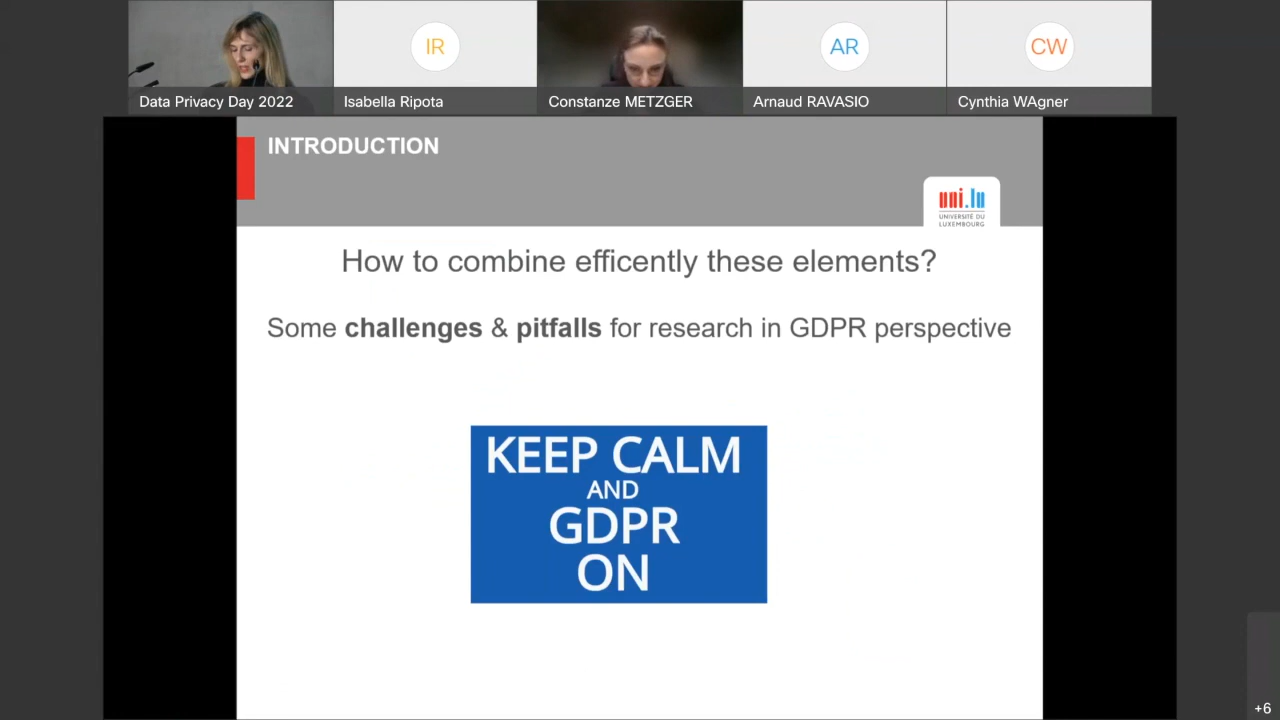 IR
AR
CW
Data Privacy Day 2022
Isabella Ripota
Constanze METZGER
Arnaud RAVASIO
Cynthia WAgner
INTRODUCTION
uni.lu
UNIVERSITÉ DU
LUXEMBOURG
How to combine efficently these elements?
Some challenges & pitfalls for research in GDPR perspective
KEEP CALM
AND
GDPR
ON
+6